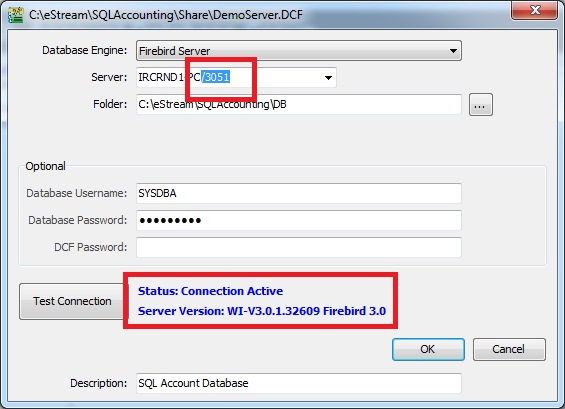 C:\eStream\SQLAccounting\Share\DemoServer.DCF
Database Engine: Firebird Server
Server: IRCRND1-PC/3051
Folder: C:\eStream\SQLAccounting\DB ...
Optional
Database Username: SYSDBA
Database Password: •••••••••
DCF Password:
Test Connection
Status: Connection Active
Server Version: WI-V3.0.1.32609 Firebird 3.0
OK Cancel
Description: SQL Account Database